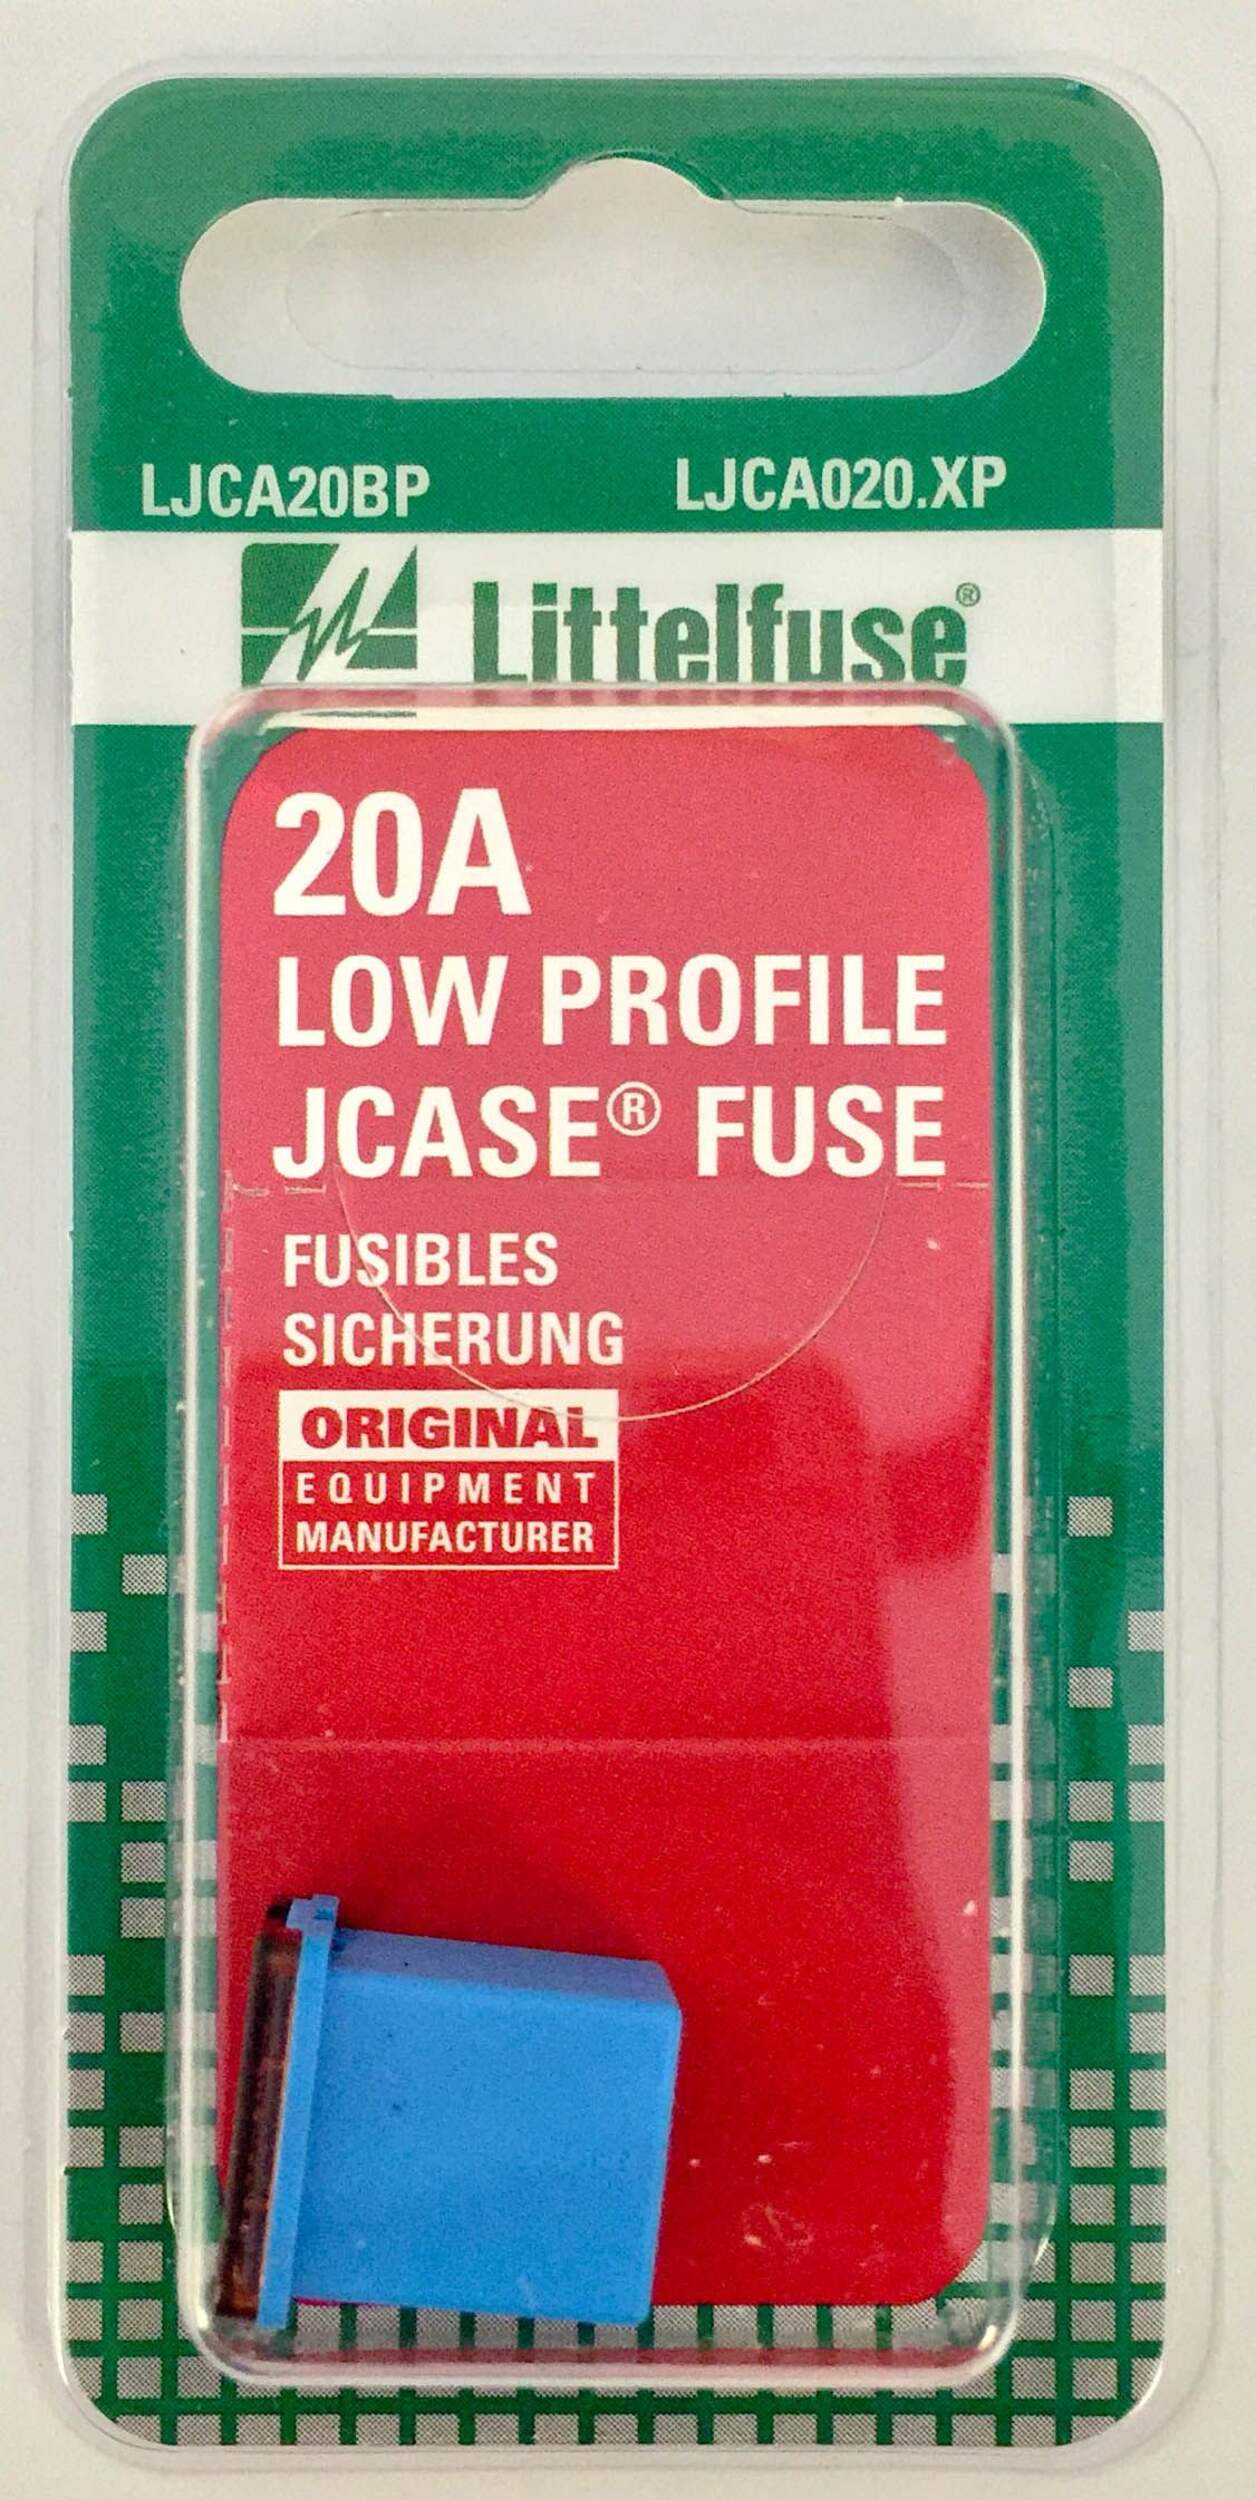 LJCA20BP LJCA020.XP
Littelfuse®
20A
LOW PROFILE
JCASE® FUSE
FUSIBLES
SICHERUNG
ORIGINAL
EQUIPMENT
MANUFACTURER